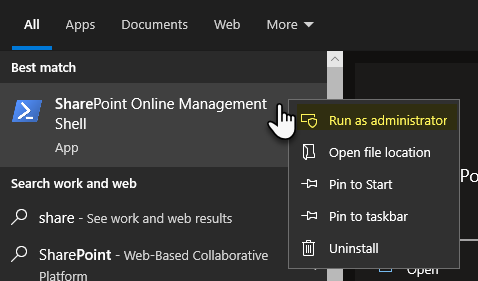 All Apps Documents Web More
Best match
SharePoint Online Management
Shell
App
Run as administrator
Open file location
Pin to Start
Pin to taskbar
Uninstall
Search work and web
share - See work and web results
SharePoint - Web-Based Collaborative
Platform
Open